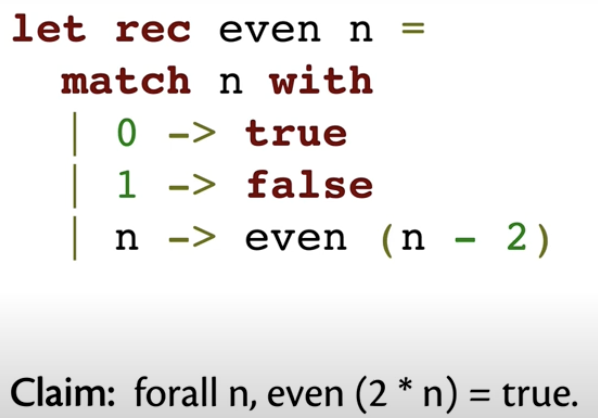 let rec even n =
match n with
| 0 -> true
| 1 -> false
| n -> even (n - 2)
Claim: forall n, even (2 * n) = true.